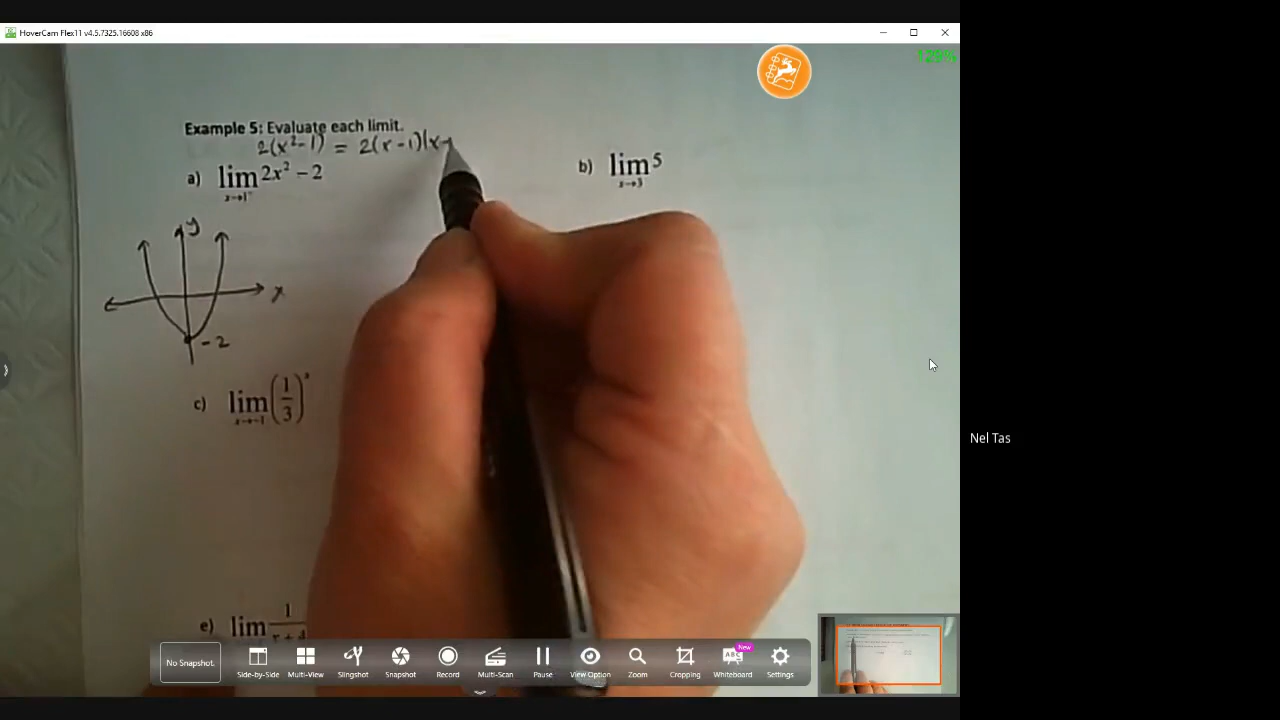 HoverCam Flex11 v4.5.7325.16608 x86
Example 5: Evaluate each limit.
2(x² - 1) = 2(x - 1)(x
a) lim 2x² - 2
x→1⁻
b) lim 5
x→3
y
x
-2
c) lim (1/3)ˣ
x→-1
e) lim 1
Nel Tas
No Snapshot.
Side-by-Side
Multi-View
Slingshot
Snapshot
Multi-Scan
Record
Pause
View Option
Zoom
Cropping
ABC
New
Whiteboard
Settings